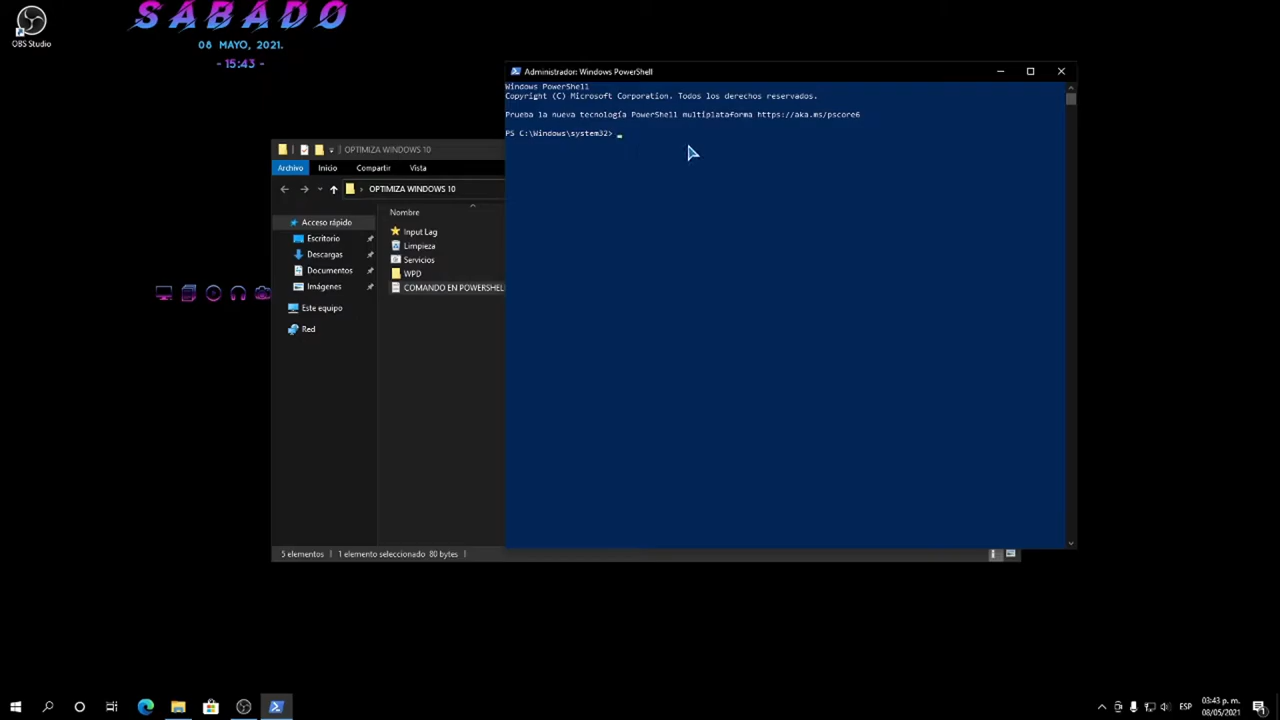 SÁBADO
08 MAYO, 2021.
- 15:43 -
OBS Studio
Administrador: Windows PowerShell
Windows PowerShell
Copyright (C) Microsoft Corporation. Todos los derechos reservados.
Prueba la nueva tecnología PowerShell multiplataforma https://aka.ms/pscore6
PS C:\Windows\system32>
OPTIMIZA WINDOWS 10
Archivo Inicio Compartir Vista
OPTIMIZA WINDOWS 10
Nombre
Acceso rápido
Escritorio
Descargas
Documentos
Imágenes
Este equipo
Red
Input Lag
Limpieza
Servicios
WPD
COMANDO EN POWERSHEL
5 elementos 1 elemento seleccionado 80 bytes
ESP
03:43 p. m.
08/05/2021
1